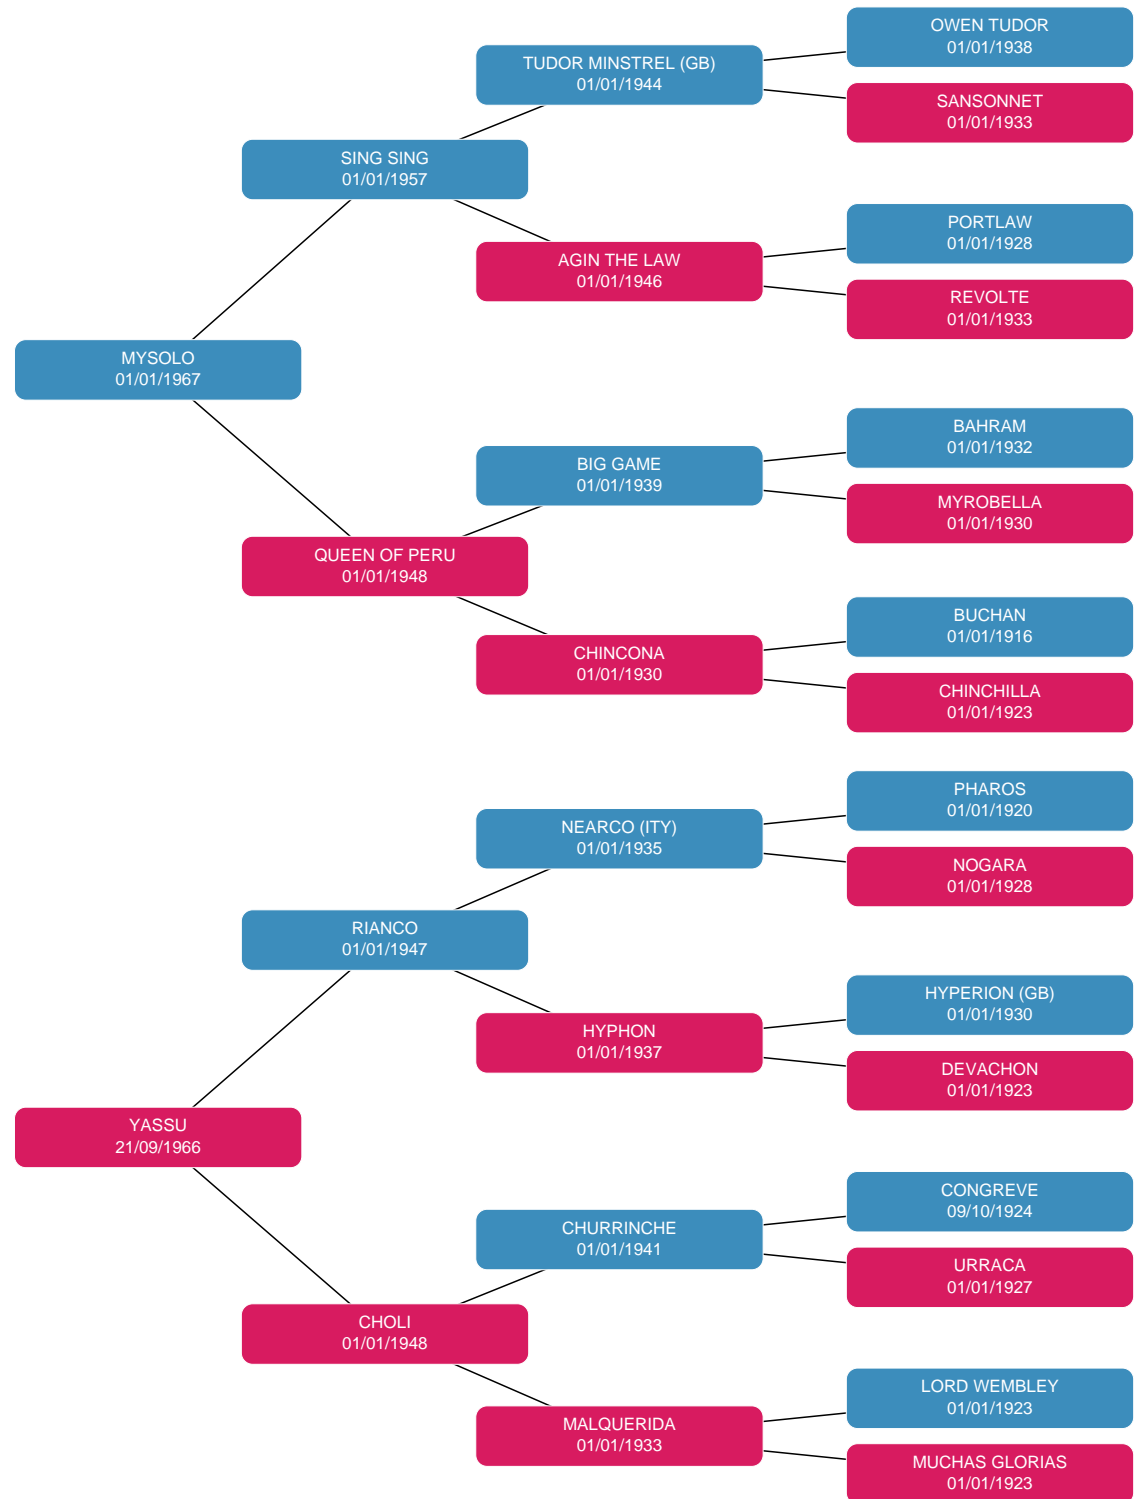 OWEN TUDOR
01/01/1938
TUDOR MINSTREL (GB)
01/01/1944
SANSONNET
01/01/1933
SING SING
01/01/1957
PORTLAW
01/01/1928
AGIN THE LAW
01/01/1946
REVOLTE
01/01/1933
MYSOLO
01/01/1967
BAHRAM
01/01/1932
BIG GAME
01/01/1939
MYROBELLA
01/01/1930
QUEEN OF PERU
01/01/1948
BUCHAN
01/01/1916
CHINCONA
01/01/1930
CHINCHILLA
01/01/1923
PHAROS
01/01/1920
NEARCO (ITY)
01/01/1935
NOGARA
01/01/1928
RIANCO
01/01/1947
HYPERION (GB)
01/01/1930
HYPHON
01/01/1937
DEVACHON
01/01/1923
YASSU
21/09/1966
CONGREVE
09/10/1924
CHURRINCHE
01/01/1941
URRACA
01/01/1927
CHOLI
01/01/1948
LORD WEMBLEY
01/01/1923
MALQUERIDA
01/01/1933
MUCHAS GLORIAS
01/01/1923